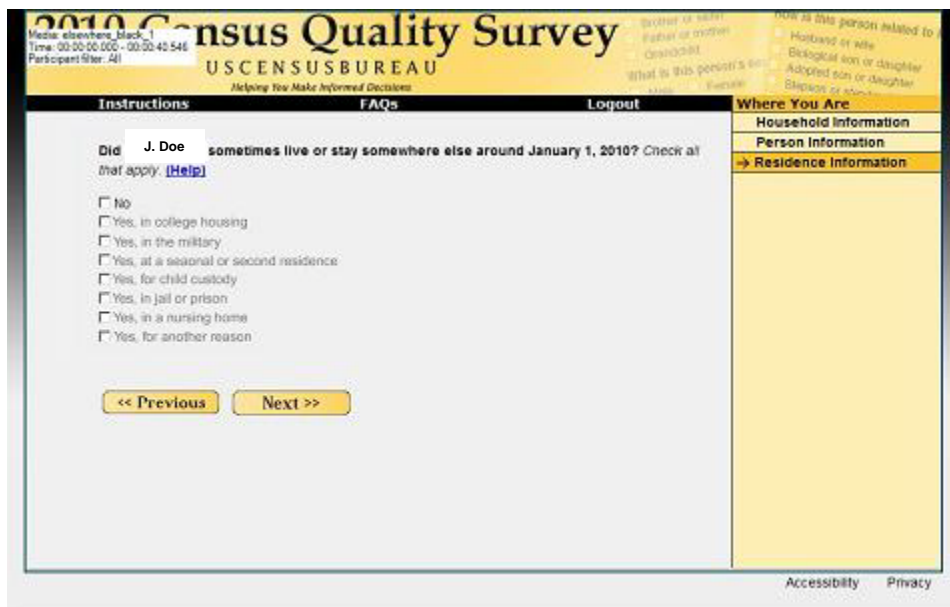 2010 Census Quality Survey
Media: elsewhere_black_1
Time: 00:00:00.000 - 00:00:40.546
Participant filter: All
USCENSUSBUREAU
Helping You Make Informed Decisions
Brother or sister
Father or mother
Grandchild
What is this person's
Male Female
How is this person related to
Husband or wife
Biological son or daughter
Adopted son or daughter
Stepson or
Instructions FAQs Logout
Where You Are
Household Information
Person Information
→ Residence Information
Did J. Doe sometimes live or stay somewhere else around January 1, 2010? Check all
that apply. (Help)
No
Yes, in college housing
Yes, in the military
Yes, at a seaonal or second residence
Yes, for child custody
Yes, in jail or prison
Yes, in a nursing home
Yes, for another reason
<< Previous Next >>
Accessibility Privacy